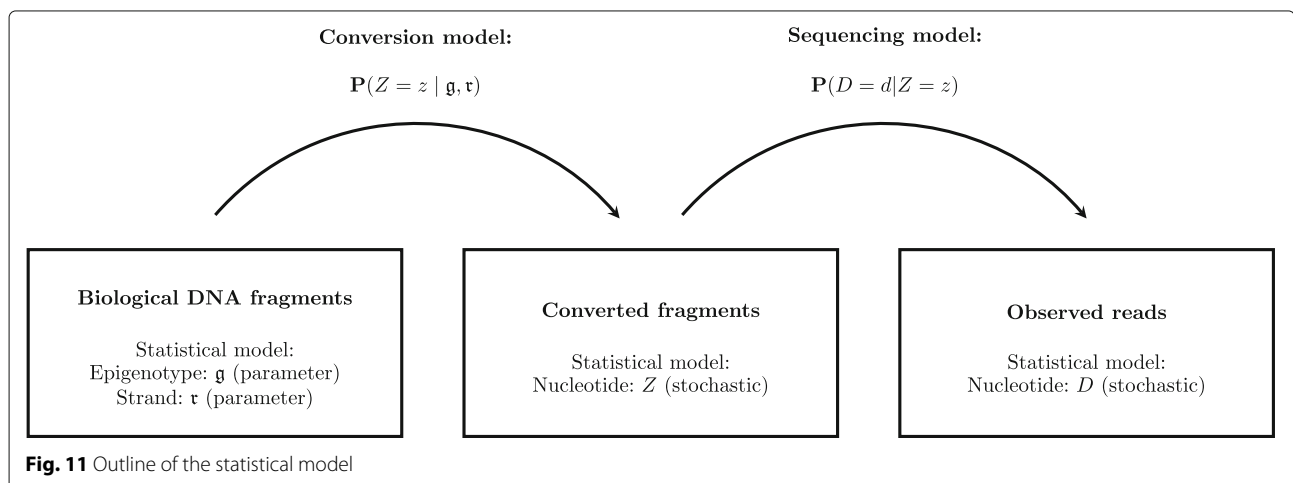 Conversion model:
P(Z = z | 𝔤, 𝔯)
Sequencing model:
P(D = d|Z = z)
Biological DNA fragments
Statistical model:
Epigenotype: 𝔤 (parameter)
Strand: 𝔯 (parameter)
Converted fragments
Statistical model:
Nucleotide: Z (stochastic)
Observed reads
Statistical model:
Nucleotide: D (stochastic)
Fig. 11 Outline of the statistical model